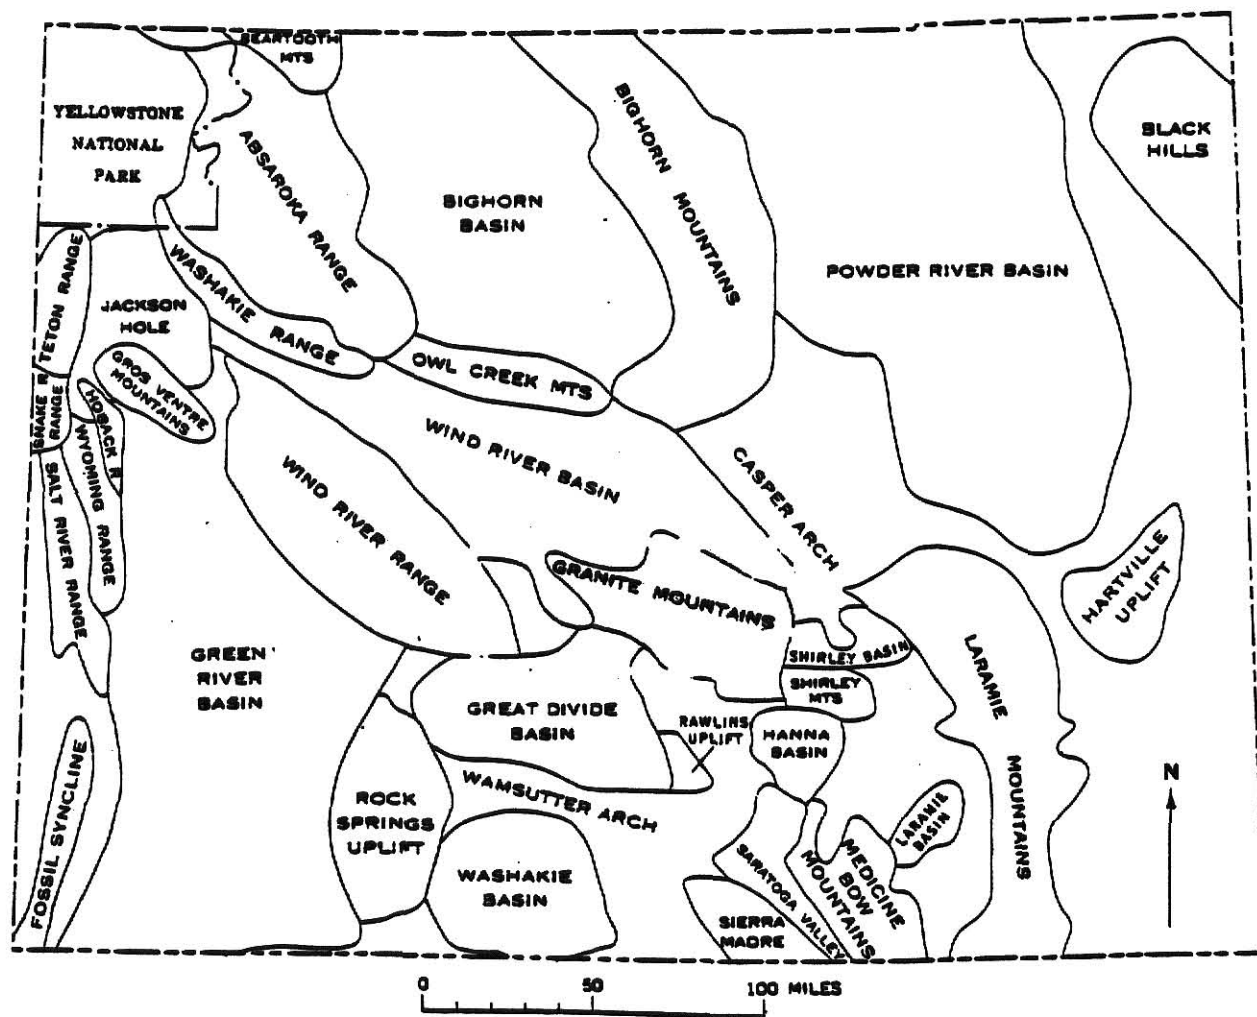 BEARTOOTH
MTS
YELLOWSTONE
NATIONAL
PARK
ABSAROKA RANGE
BIGHORN
BASIN
BIGHORN MOUNTAINS
BLACK
HILLS
POWDER RIVER BASIN
TETON RANGE
JACKSON
HOLE
WASHAKIE RANGE
OWL CREEK MTS
GROS VENTRE
MOUNTAINS
SNAKE R
RANGE
HOBACK R
WYOMING RANGE
SALT RIVER RANGE
WIND RIVER RANGE
WIND RIVER BASIN
CASPER ARCH
GRANITE MOUNTAINS
HARTVILLE
UPLIFT
SHIRLEY BASIN
SHIRLEY
MTS
LARAMIE MOUNTAINS
GREEN
RIVER
BASIN
GREAT DIVIDE
BASIN
RAWLINS
UPLIFT
HANNA
BASIN
WAMSUTTER ARCH
ROCK
SPRINGS
UPLIFT
WASHAKIE
BASIN
FOSSIL SYNCLINE
SARATOGA VALLEY
SIERRA
MADRE
MEDICINE
BOW
MOUNTAINS
LARAMIE
BASIN
N
0 50 100 MILES